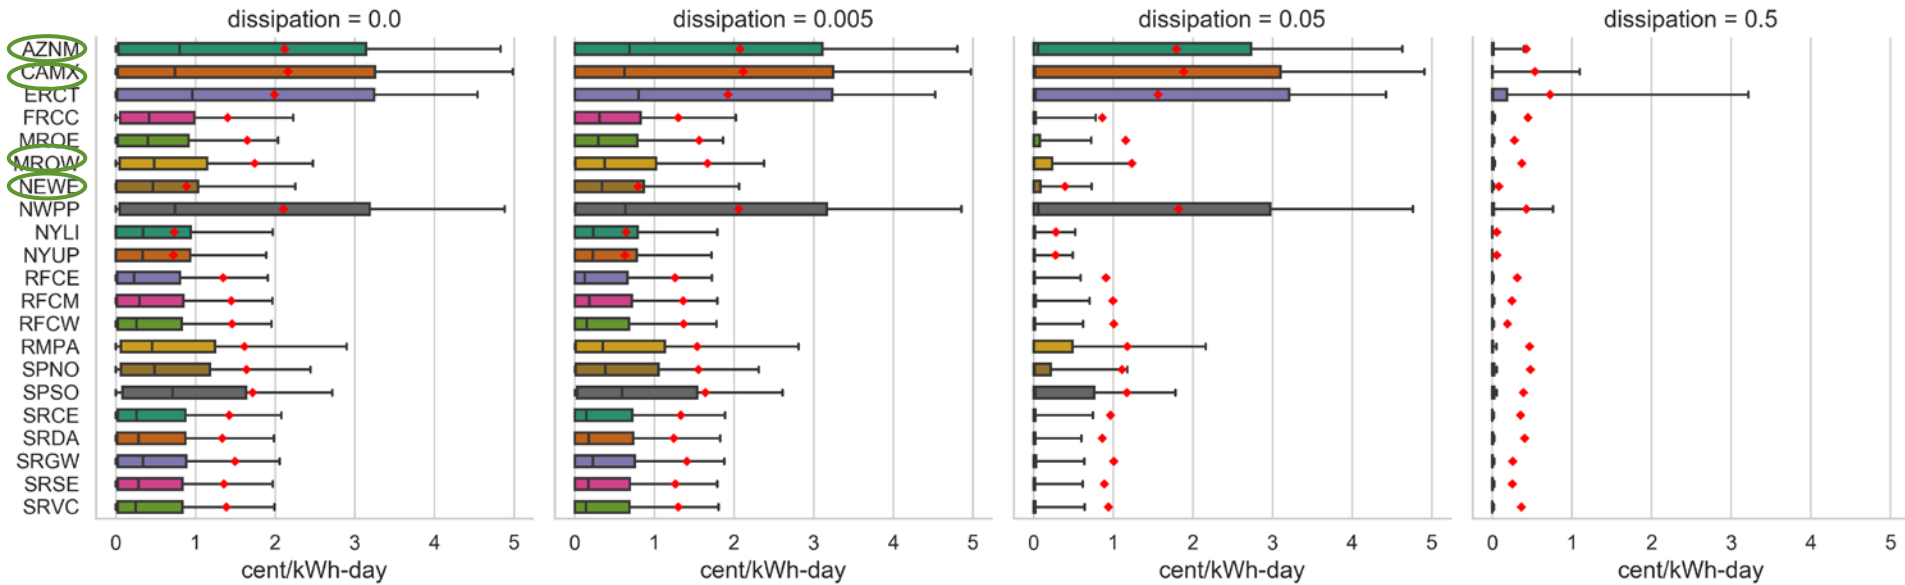 dissipation = 0.0
dissipation = 0.005
dissipation = 0.05
dissipation = 0.5
AZNM
CAMX
ERCT
FRCC
MROE
MROW
NEWE
NWPP
NYLI
NYUP
RFCE
RFCM
RFCW
RMPA
SPNO
SPSO
SRCE
SRDA
SRGW
SRSE
SRVC
0 1 2 3 4 5
0 1 2 3 4 5
0 1 2 3 4 5
0 1 2 3 4 5
cent/kWh-day
cent/kWh-day
cent/kWh-day
cent/kWh-day